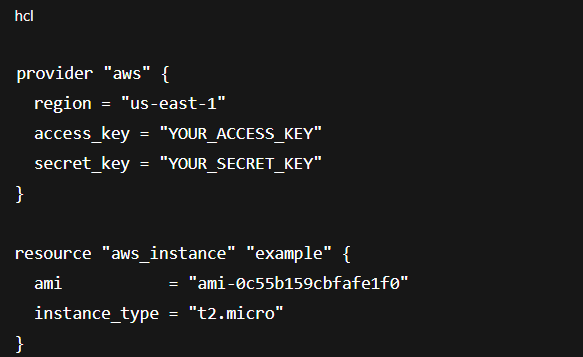 hcl
provider "aws" {
  region = "us-east-1"
  access_key = "YOUR_ACCESS_KEY"
  secret_key = "YOUR_SECRET_KEY"
}
resource "aws_instance" "example" {
  ami           = "ami-0c55b159cbfafe1f0"
  instance_type = "t2.micro"
}